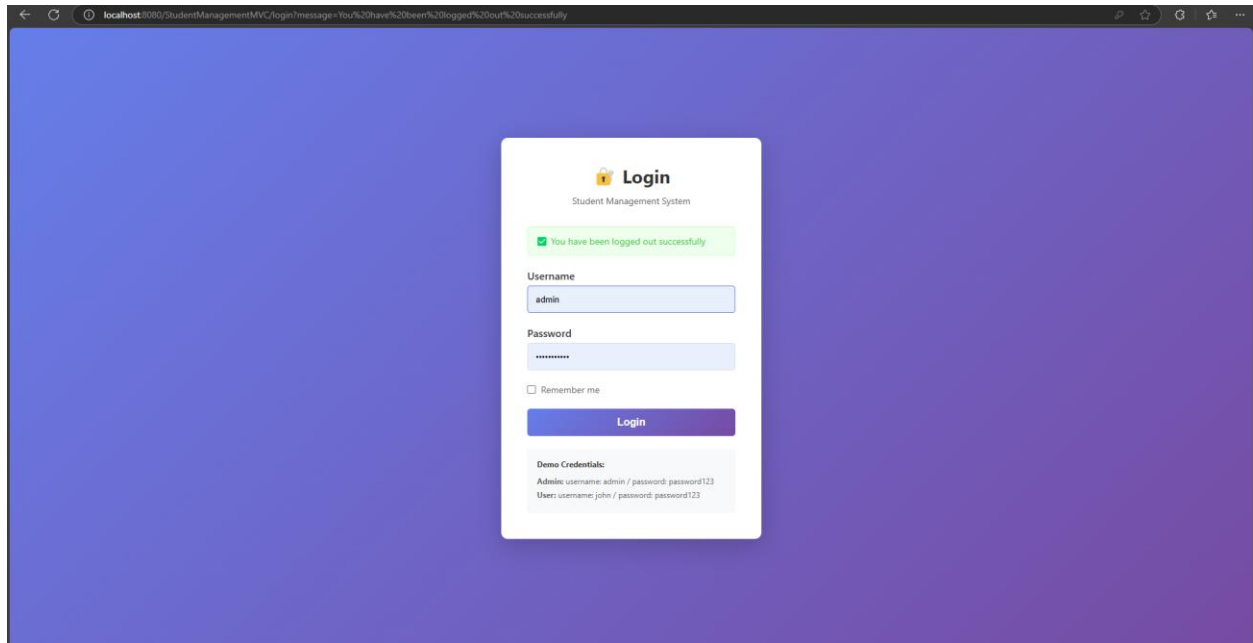 localhost:8080/StudentManagementMVC/login?message=You%20have%20been%20logged%20out%20successfully
Login
Student Management System
You have been logged out successfully
Username
admin
Password
•••••••••••
Remember me
Login
Demo Credentials:
Admin: username: admin / password: password123
User: username: john / password: password123